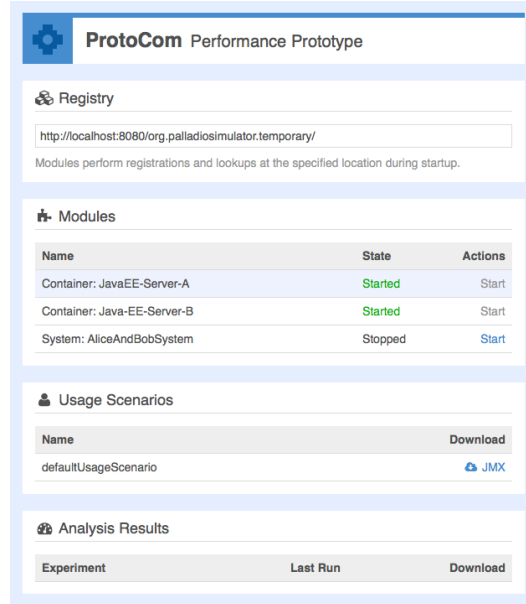 ProtoCom Performance Prototype
Registry
http://localhost:8080/org.palladiosimulator.temporary/
Modules perform registrations and lookups at the specified location during startup.
Modules
Name State Actions
Container: JavaEE-Server-A Started Start
Container: Java-EE-Server-B Started Start
System: AliceAndBobSystem Stopped Start
Usage Scenarios
Name Download
defaultUsageScenario JMX
Analysis Results
Experiment Last Run Download